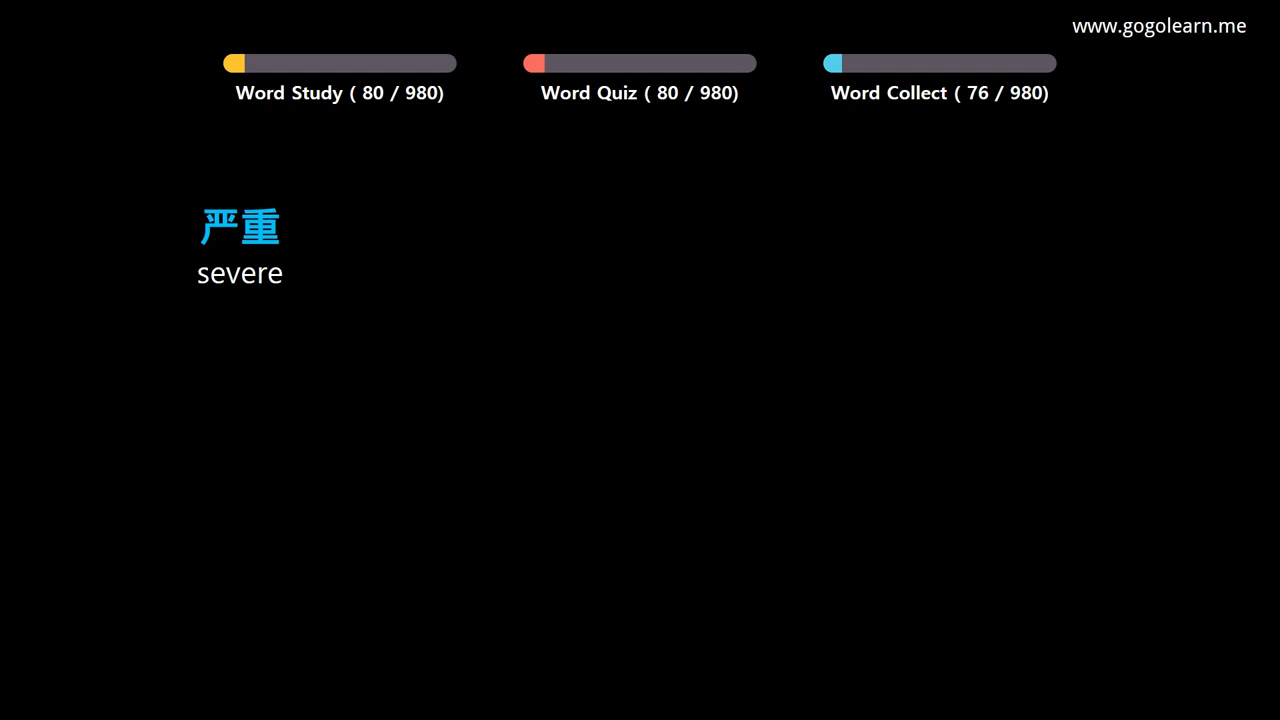 www.gogolearn.me
Word Study ( 80 / 980)
Word Quiz ( 80 / 980)
Word Collect ( 76 / 980)
严重
severe